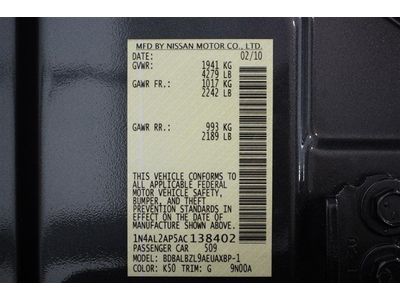 MFD BY NISSAN MOTOR CO., LTD.
DATE: 02/10
GVWR: 1941 KG
4279 LB
GAWR FR.: 1017 KG
2242 LB
GAWR RR.: 993 KG
2189 LB
THIS VEHICLE CONFORMS TO
ALL APPLICABLE FEDERAL
MOTOR VEHICLE SAFETY,
BUMPER, AND THEFT
PREVENTION STANDARDS IN
EFFECT ON THE DATE OF
MANUFACTURE SHOWN ABOVE.
1N4AL2AP5AC138402
PASSENGER CAR 509
MODEL: BDBALBZL9AEUAXBP-1
COLOR: K50 TRIM: G 9N00A